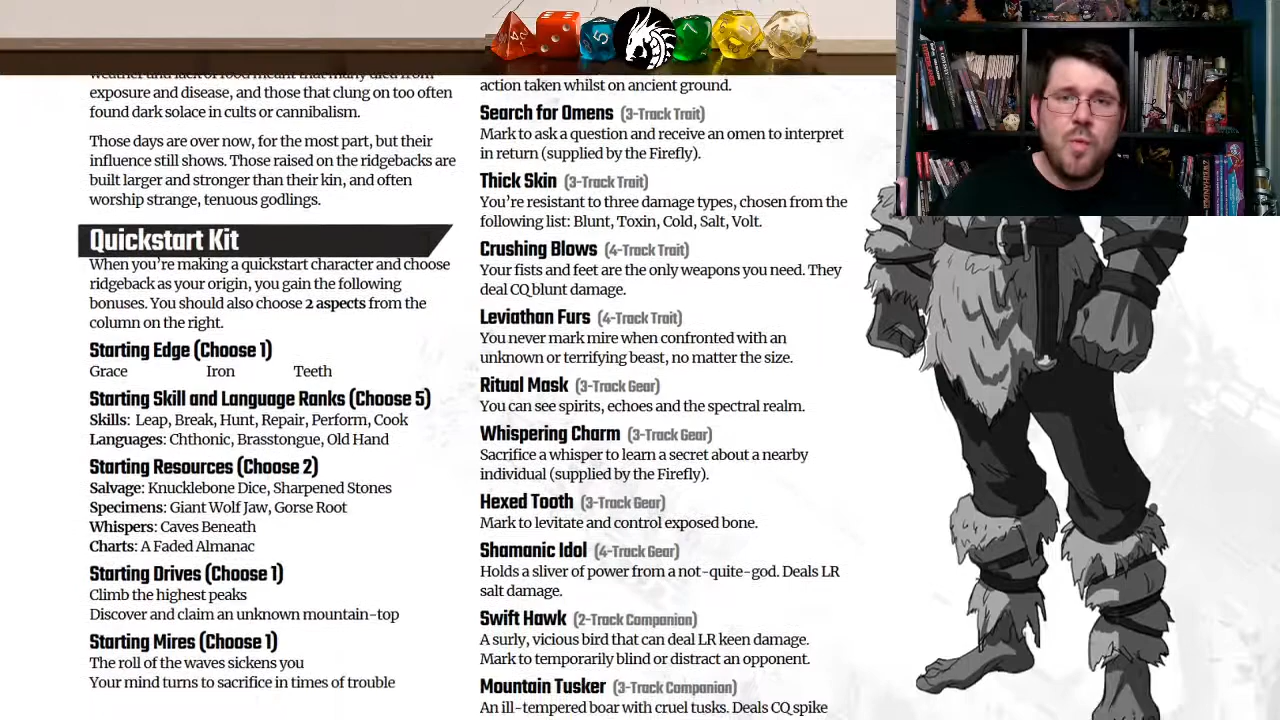 weather and lack of food meant that many died from
exposure and disease, and those that clung on too often
found dark solace in cults or cannibalism.
Those days are over now, for the most part, but their
influence still shows. Those raised on the ridgebacks are
built larger and stronger than their kin, and often
worship strange, tenuous godlings.
Quickstart Kit
When you’re making a quickstart character and choose
ridgeback as your origin, you gain the following
bonuses. You should also choose 2 aspects from the
column on the right.
Starting Edge (Choose 1)
Grace Iron Teeth
Starting Skill and Language Ranks (Choose 5)
Skills: Leap, Break, Hunt, Repair, Perform, Cook
Languages: Chthonic, Brasstongue, Old Hand
Starting Resources (Choose 2)
Salvage: Knucklebone Dice, Sharpened Stones
Specimens: Giant Wolf Jaw, Gorse Root
Whispers: Caves Beneath
Charts: A Faded Almanac
Starting Drives (Choose 1)
Climb the highest peaks
Discover and claim an unknown mountain-top
Starting Mires (Choose 1)
The roll of the waves sickens you
Your mind turns to sacrifice in times of trouble
action taken whilst on ancient ground.
Search for Omens (3-Track Trait)
Mark to ask a question and receive an omen to interpret
in return (supplied by the Firefly).
Thick Skin (3-Track Trait)
You’re resistant to three damage types, chosen from the
following list: Blunt, Toxin, Cold, Salt, Volt.
Crushing Blows (4-Track Trait)
Your fists and feet are the only weapons you need. They
deal CQ blunt damage.
Leviathan Furs (4-Track Trait)
You never mark mire when confronted with an
unknown or terrifying beast, no matter the size.
Ritual Mask (3-Track Gear)
You can see spirits, echoes and the spectral realm.
Whispering Charm (3-Track Gear)
Sacrifice a whisper to learn a secret about a nearby
individual (supplied by the Firefly).
Hexed Tooth (3-Track Gear)
Mark to levitate and control exposed bone.
Shamanic Idol (4-Track Gear)
Holds a sliver of power from a not-quite-god. Deals LR
salt damage.
Swift Hawk (2-Track Companion)
A surly, vicious bird that can deal LR keen damage.
Mark to temporarily blind or distract an opponent.
Mountain Tusker (3-Track Companion)
An ill-tempered boar with cruel tusks. Deals CQ spike
5
7